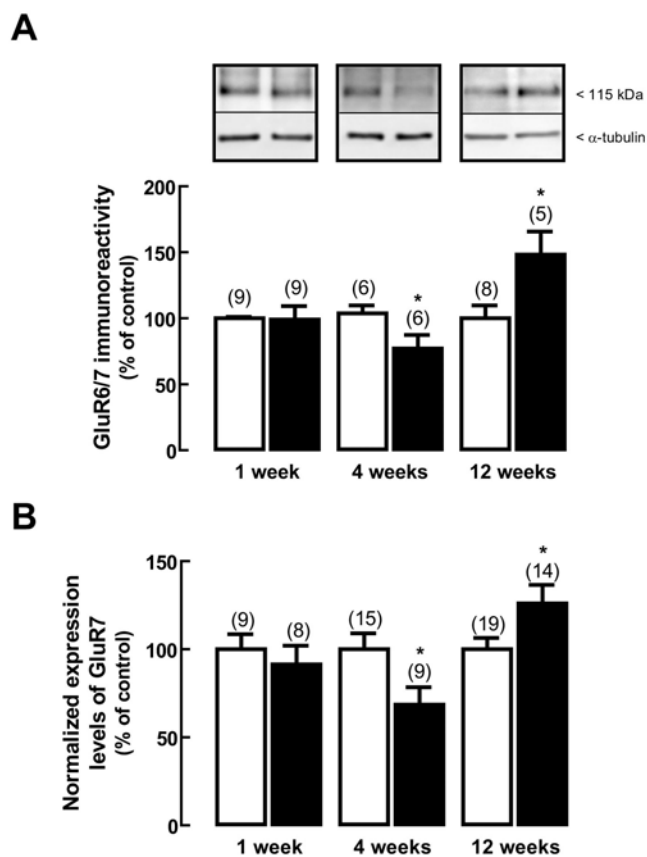 A
< 115 kDa
< α-tubulin
GluR6/7 immunoreactivity
(% of control)
200
150
100
50
0
(9)
(9)
(6)
*
(6)
(8)
*
(5)
1 week
4 weeks
12 weeks
B
Normalized expression
levels of GluR7
(% of control)
150
100
50
0
(9)
(8)
(15)
*
(9)
(19)
*
(14)
1 week
4 weeks
12 weeks